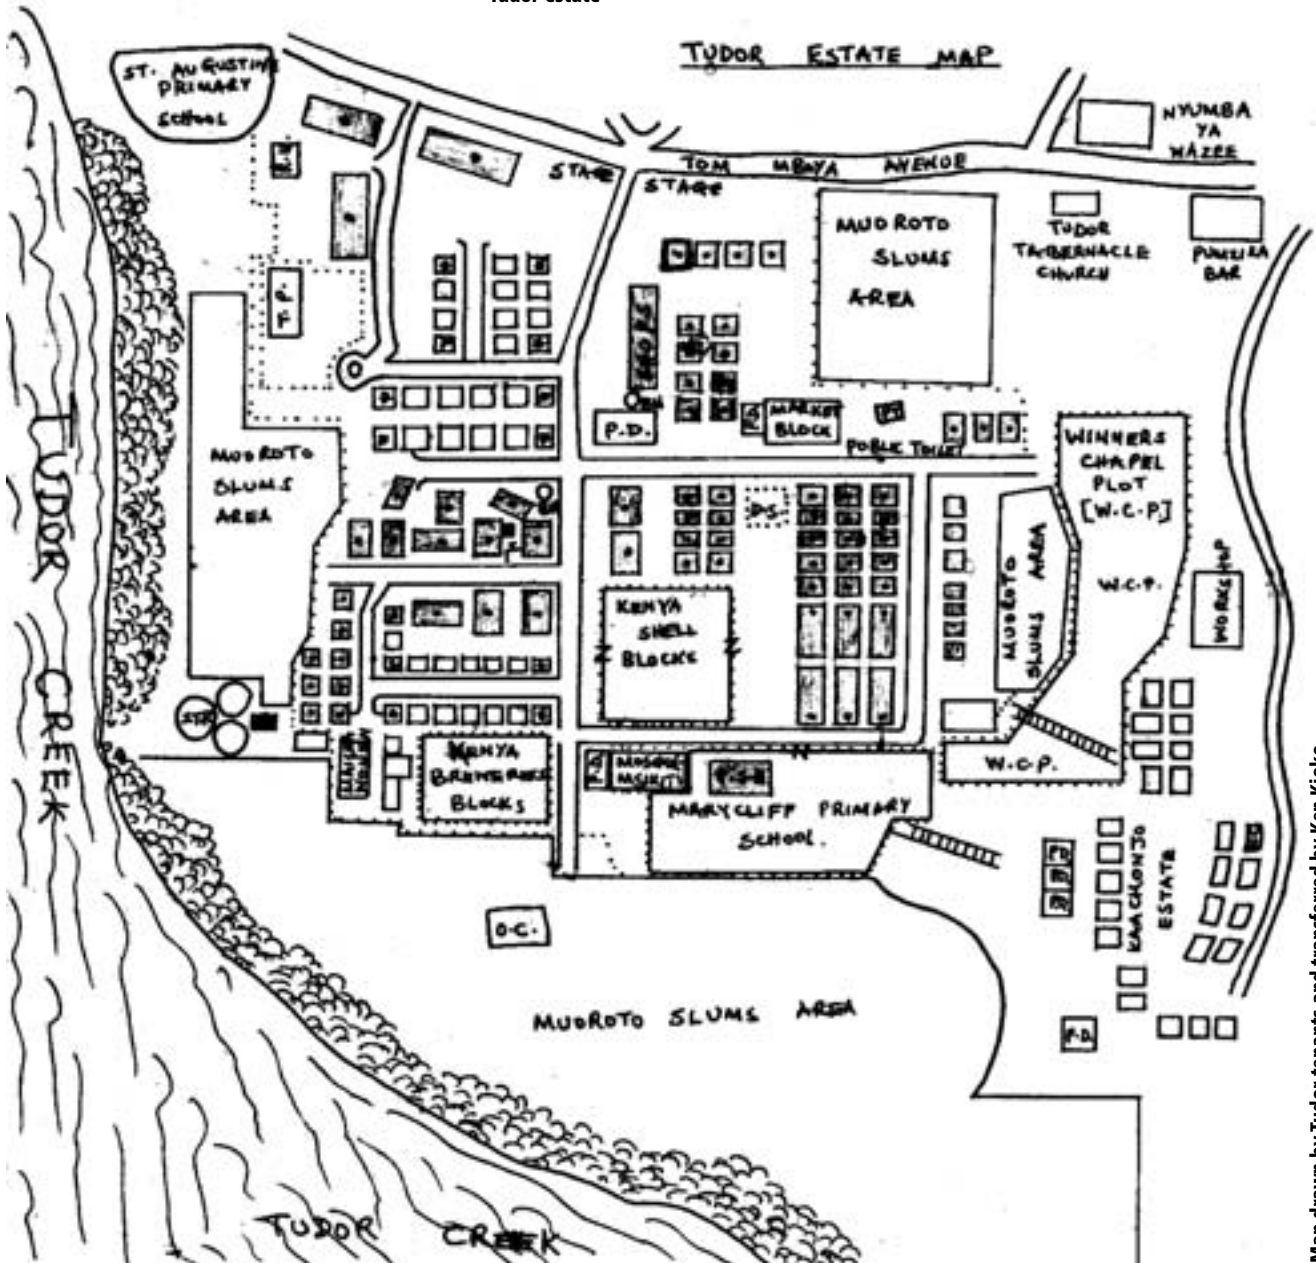 Tudor Estate
TUDOR ESTATE MAP
ST. AUGUSTINE
PRIMARY
SCHOOL
NYUMBA
YA
WAZEE
STAGE
STAGE
TOM MBOYA AVENUE
MUOROTO
SLUMS
AREA
TUDOR
TABERNACLE
CHURCH
BAR
SHOPS
P.D.
MARKET
BLOCK
PUBLIC TOILET
WINNERS
CHAPEL
PLOT
[W.C.P]
W.C.P.
MUOROTO
SLUMS
AREA
D.S.
MUOROTO
SLUMS AREA
WORKSHOP
KENYA
SHELL
BLOCKS
TUDOR CREEK
KENYA
BREWERIES
BLOCKS
MOSQUE
MSIKITI
W.C.P.
MARYCLIFF PRIMARY
SCHOOL.
KAACHONJO
ESTATE
O.C.
MUOROTO SLUMS AREA
P.D.
TUDOR CREEK
Map drawn by Tudor tenants and transferred by Ken Kioko